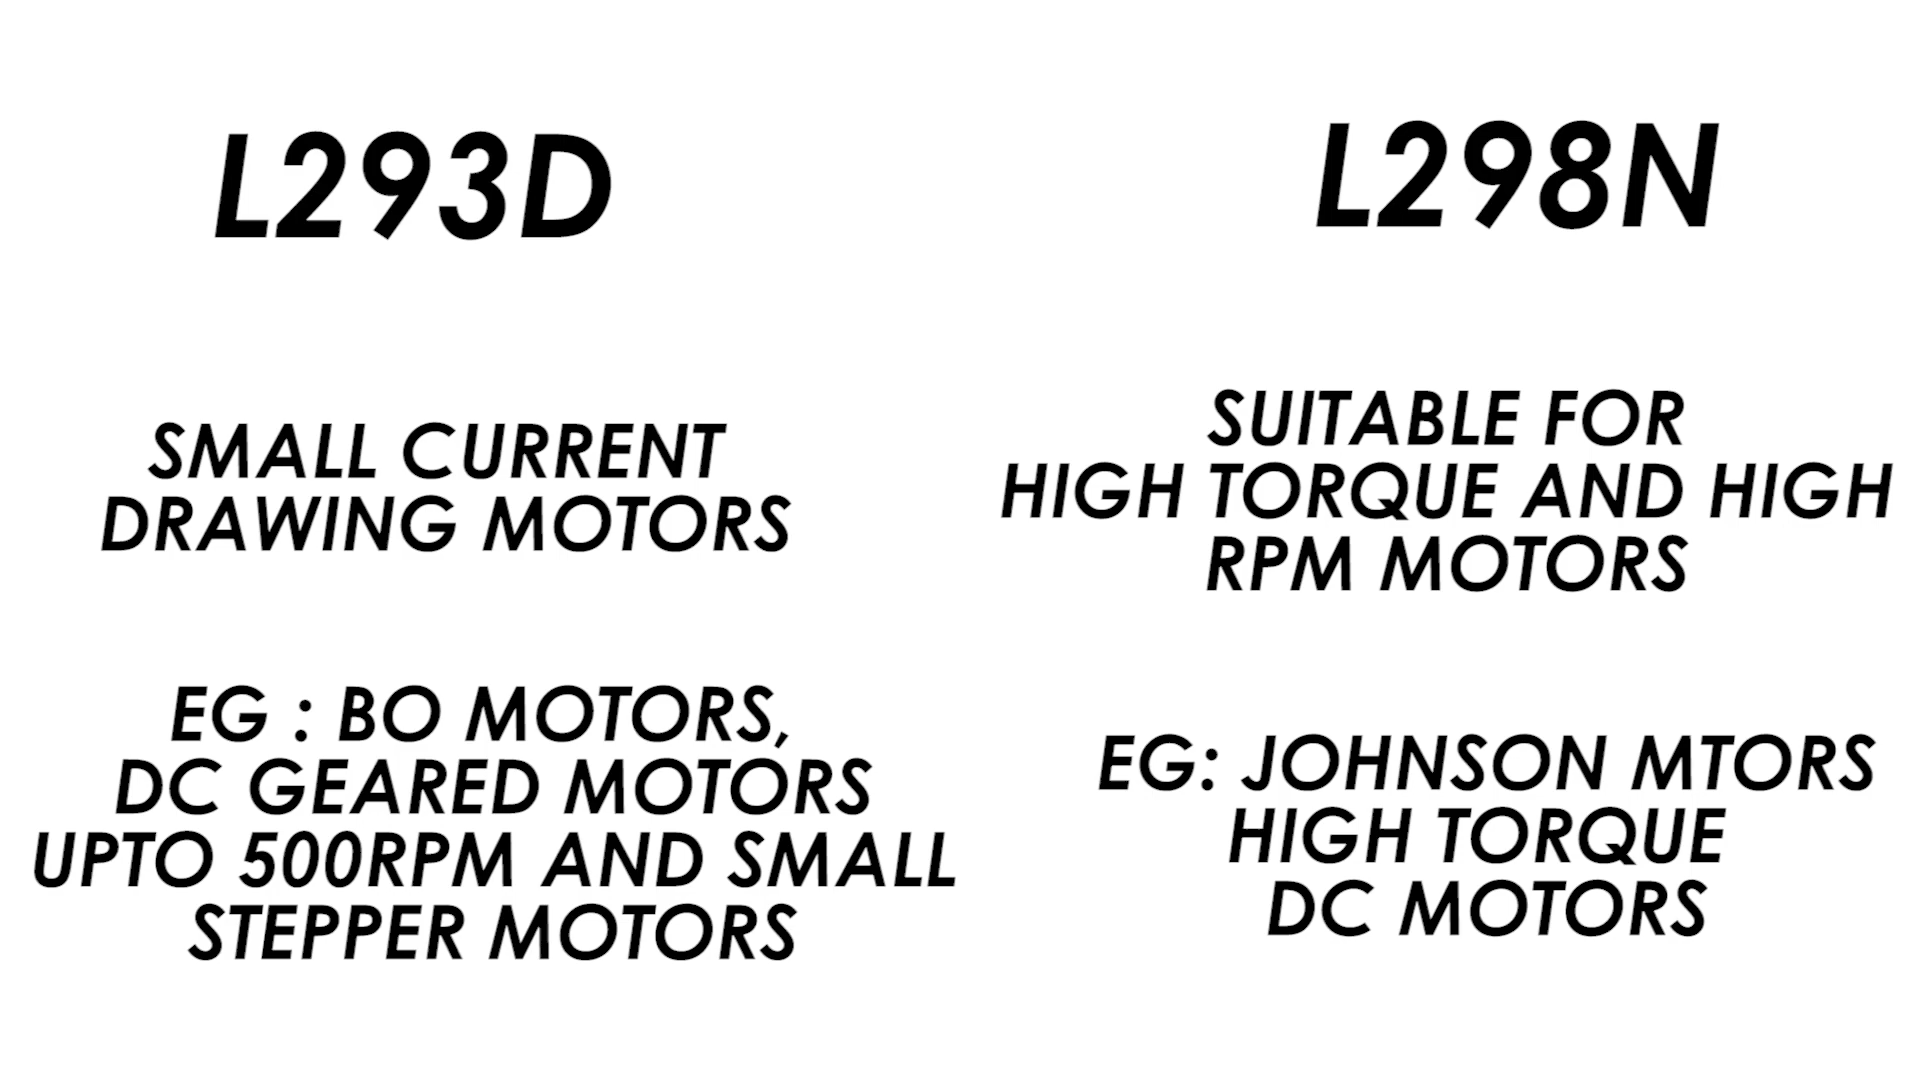 L293D
SMALL CURRENT
DRAWING MOTORS
EG : BO MOTORS,
DC GEARED MOTORS
UPTO 500RPM AND SMALL
STEPPER MOTORS
L298N
SUITABLE FOR
HIGH TORQUE AND HIGH
RPM MOTORS
EG: JOHNSON MTORS
HIGH TORQUE
DC MOTORS